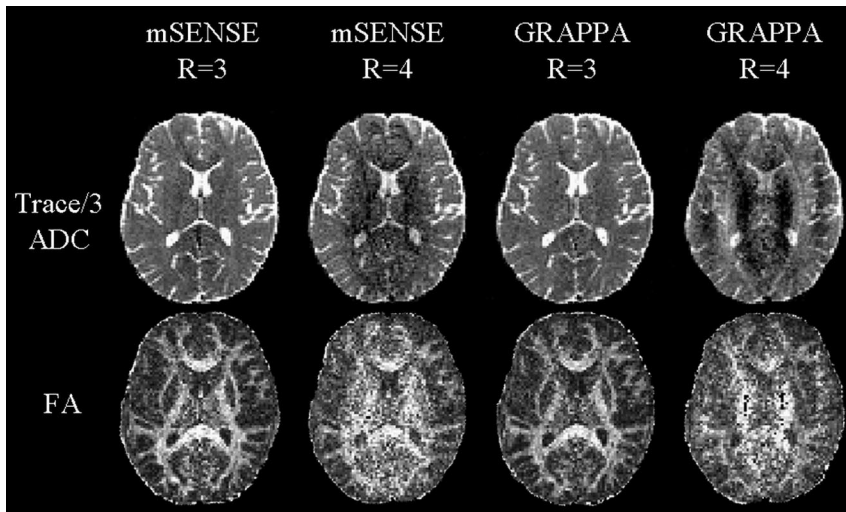 mSENSE
R=3
mSENSE
R=4
GRAPPA
R=3
GRAPPA
R=4
Trace/3
ADC
FA